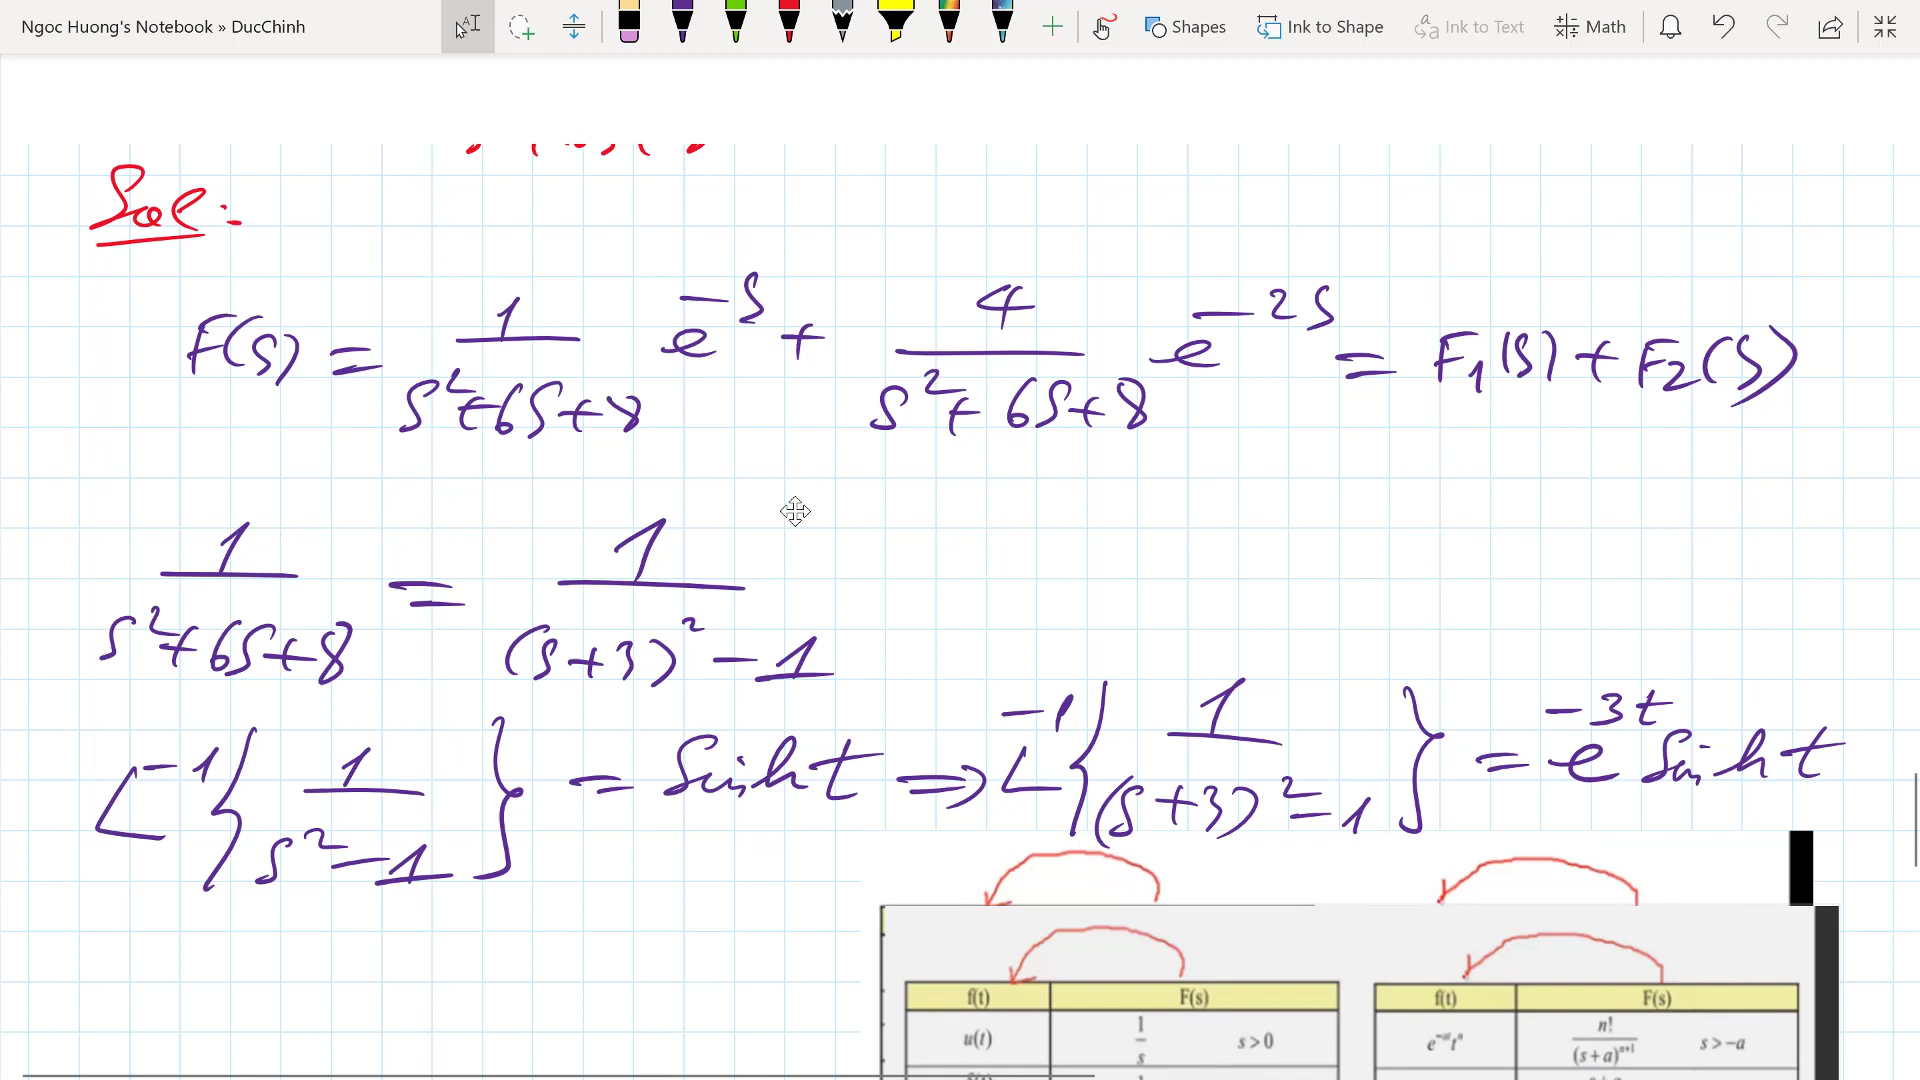 Ngoc Huong's Notebook » DucChinh
Shapes Ink to Shape Ink to Text Math
Sol:
F(s) = 1/(s²+6s+8) e^(-s) + 4/(s²+6s+8) e^(-2s) = F₁(s) + F₂(s)
1/(s²+6s+8) = 1/((s+3)²-1)
L⁻¹{1/(s²-1)} = Sinh t ⇒ L⁻¹{1/((s+3)²-1)} = e^(-3t) Sinh t
f(t) F(s)
u(t) 1/s s>0
f(t) F(s)
e^(-at) tⁿ n!/(s+a)^(n+1) s>-a